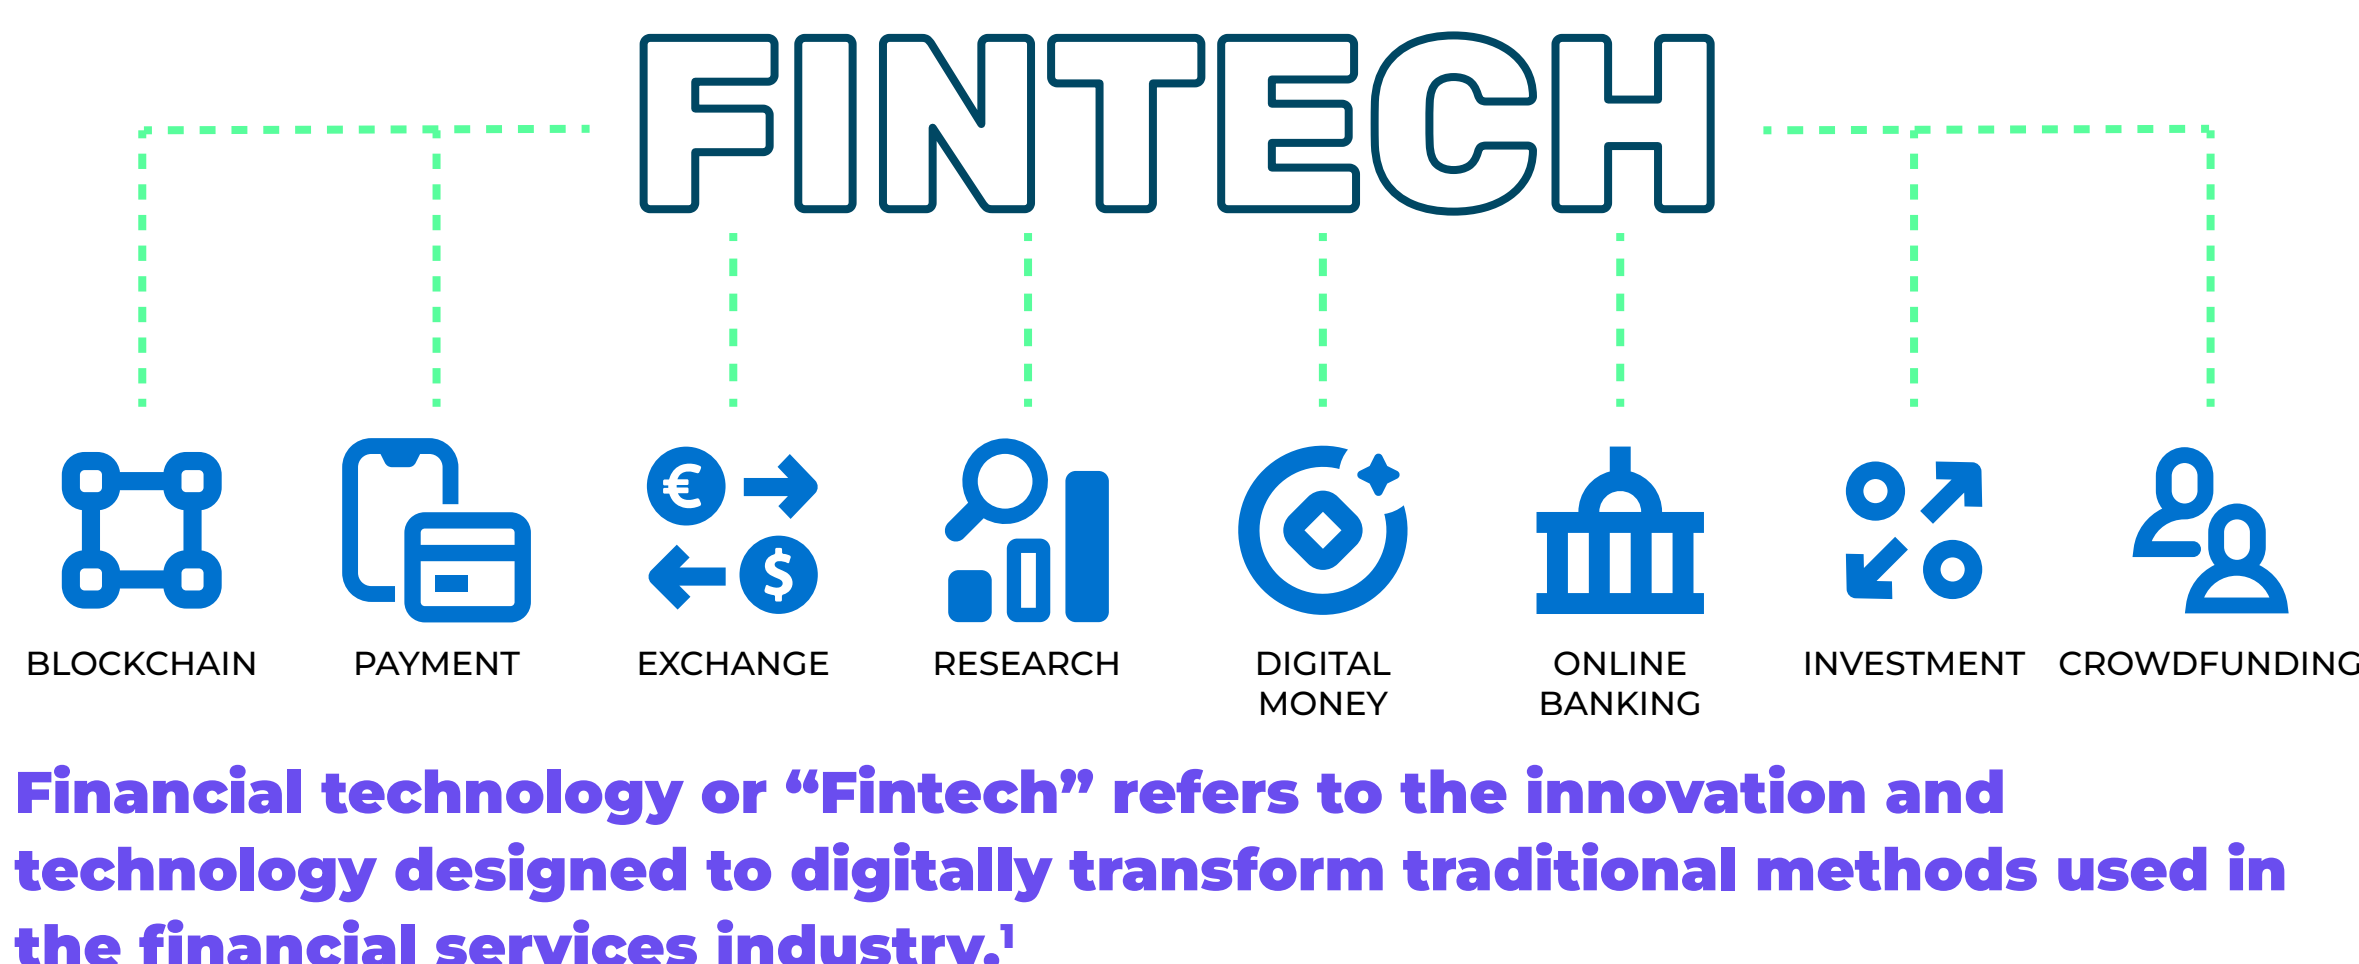 FINTECH
BLOCKCHAIN
PAYMENT
€
$
EXCHANGE
RESEARCH
DIGITAL
MONEY
ONLINE
BANKING
INVESTMENT
CROWDFUNDING
Financial technology or “Fintech” refers to the innovation and
technology designed to digitally transform traditional methods used in
the financial services industry.¹